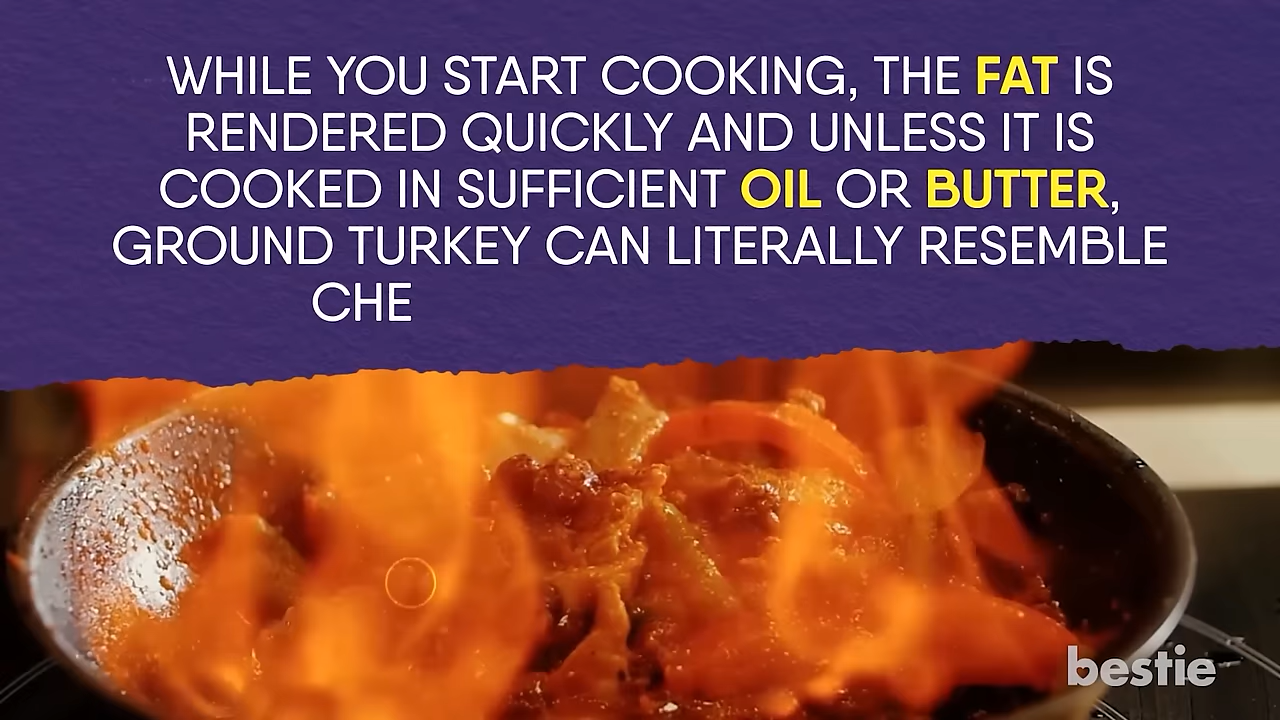 WHILE YOU START COOKING, THE FAT IS
RENDERED QUICKLY AND UNLESS IT IS
COOKED IN SUFFICIENT OIL OR BUTTER,
GROUND TURKEY CAN LITERALLY RESEMBLE
CHE
bestie